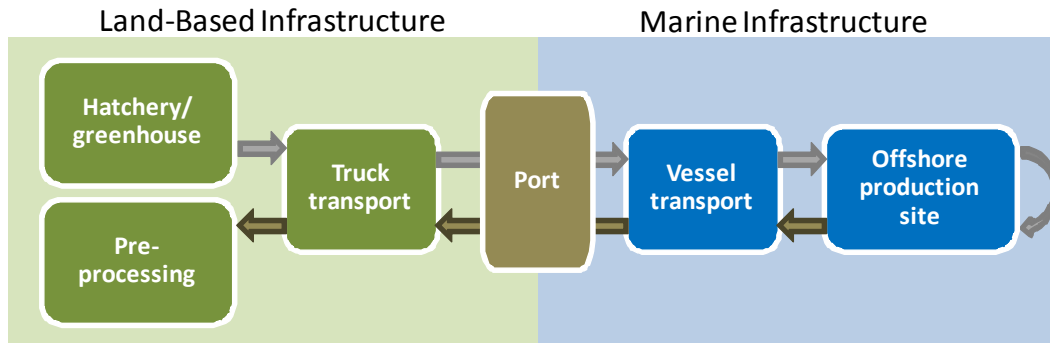 Land-Based Infrastructure
Marine Infrastructure
Hatchery/
greenhouse
Pre-
processing
Truck
transport
Port
Vessel
transport
Offshore
production
site